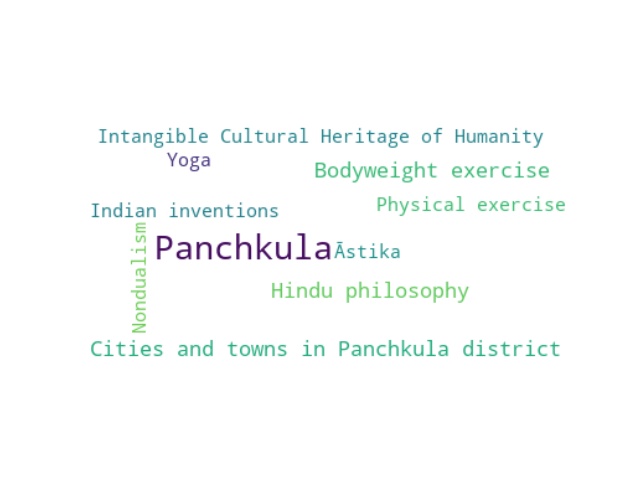 Intangible Cultural Heritage of Humanity
Yoga
Bodyweight exercise
Physical exercise
Indian inventions
Nondualism
Panchkula
Āstika
Hindu philosophy
Cities and towns in Panchkula district